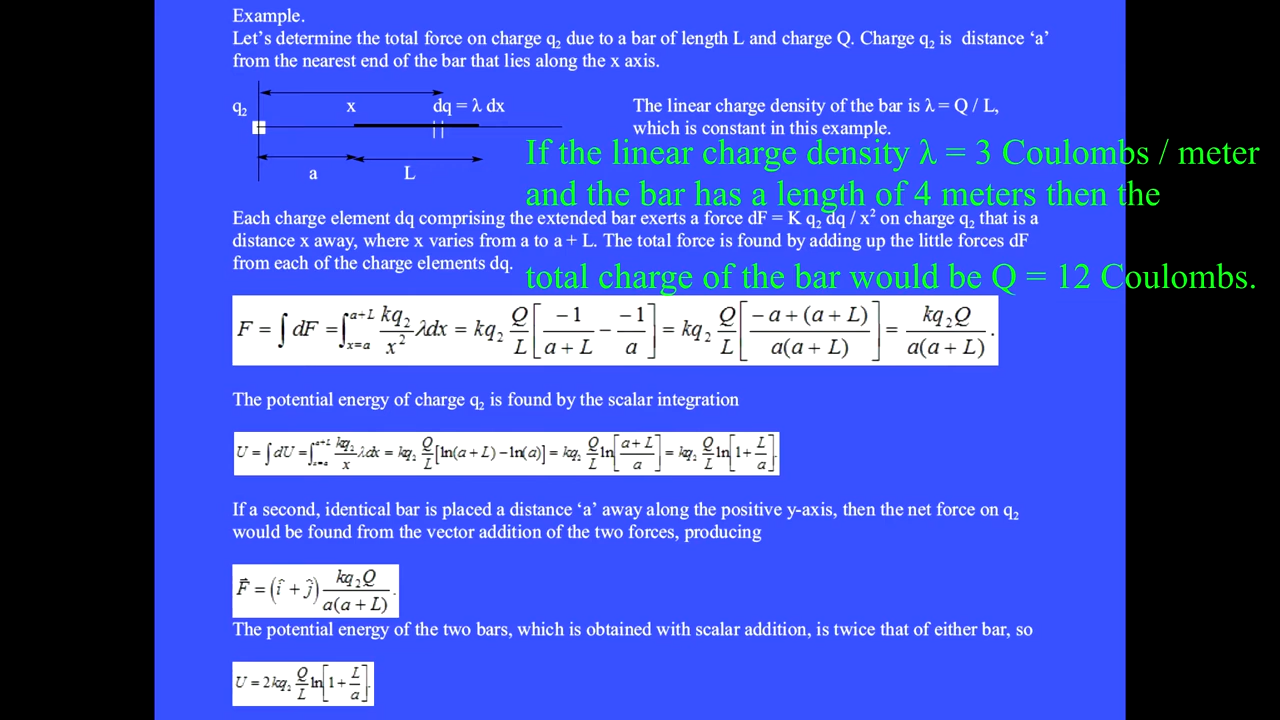 Example.
Let's determine the total force on charge q₂ due to a bar of length L and charge Q. Charge q₂ is distance ‘a’
from the nearest end of the bar that lies along the x axis.
q₂ x dq = λ dx
The linear charge density of the bar is λ = Q / L,
which is constant in this example.
If the linear charge density λ = 3 Coulombs / meter
a L
and the bar has a length of 4 meters then the
Each charge element dq comprising the extended bar exerts a force dF = K q₂ dq / x² on charge q₂ that is a
distance x away, where x varies from a to a + L. The total force is found by adding up the little forces dF
from each of the charge elements dq.
total charge of the bar would be Q = 12 Coulombs.
F = ∫ dF = ∫_{x=a}^{a+L} kq₂/x² λdx = kq₂ Q/L [−1/(a+L) − −1/a] = kq₂ Q/L [(−a+(a+L))/(a(a+L))] = kq₂Q/(a(a+L)).
The potential energy of charge q₂ is found by the scalar integration
U = ∫dU = ∫_{x=a}^{a+L} kq₂/x λdx = kq₂ Q/L [ln(a+L) − ln(a)] = kq₂ Q/L ln[(a+L)/a] = kq₂ Q/L ln[1+L/a].
If a second, identical bar is placed a distance ‘a’ away along the positive y-axis, then the net force on q₂
would be found from the vector addition of the two forces, producing
F⃗ = (î + ĵ) kq₂Q/(a(a+L)).
The potential energy of the two bars, which is obtained with scalar addition, is twice that of either bar, so
U = 2kq₂ Q/L ln[1+L/a].